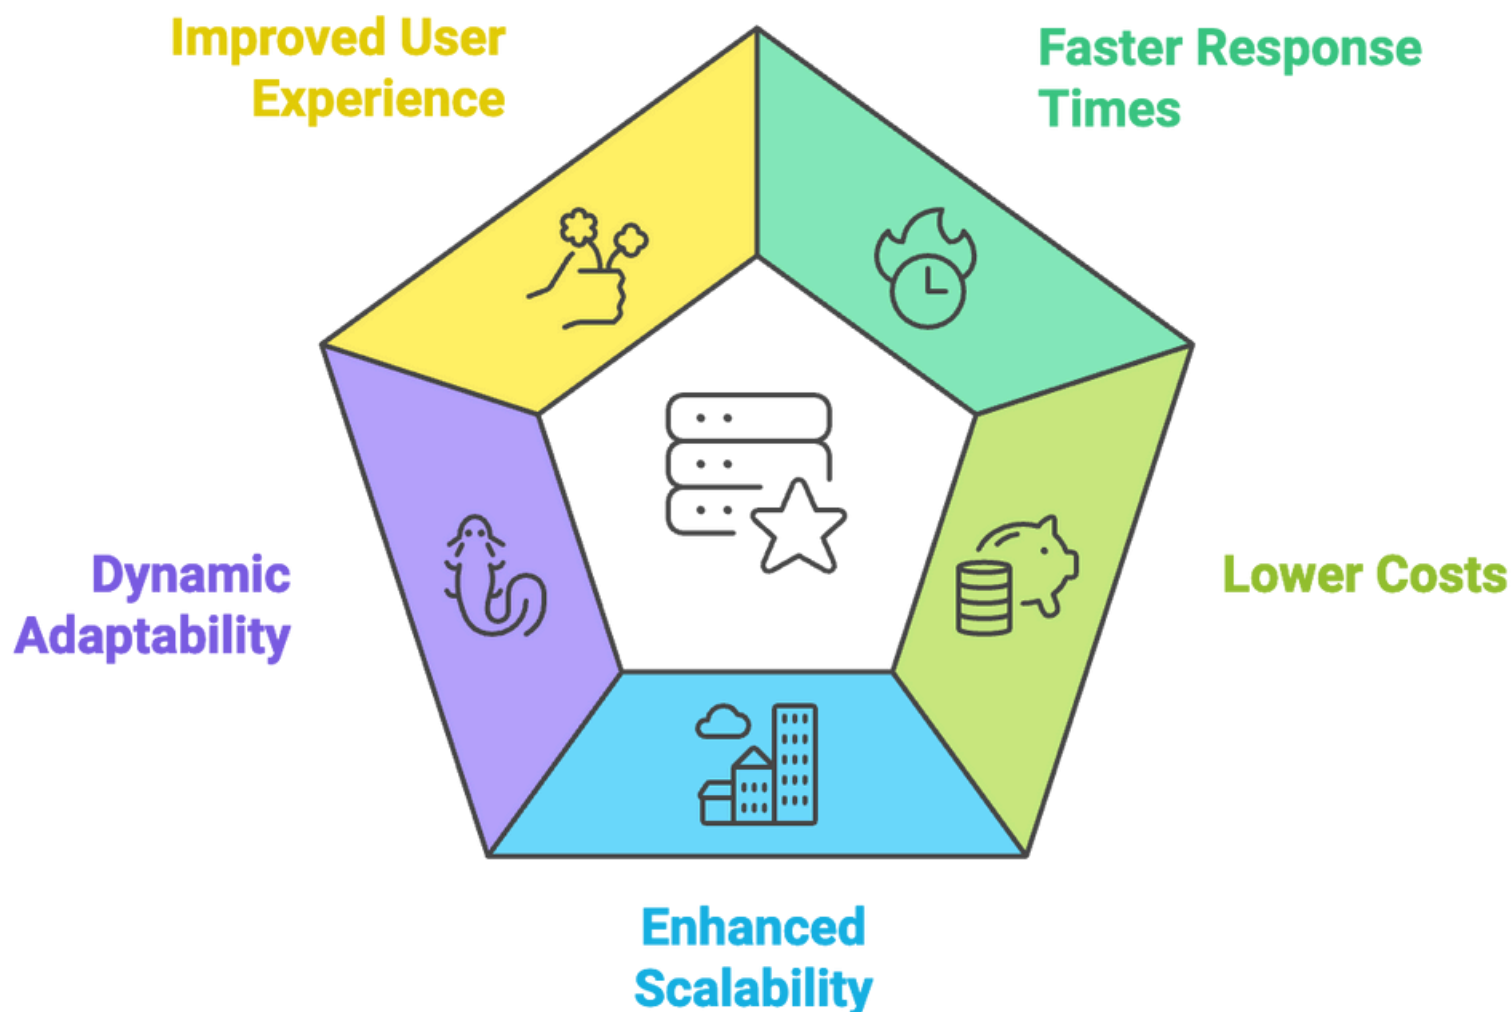 Improved User
Experience
Faster Response
Times
Dynamic
Adaptability
Lower Costs
Enhanced
Scalability